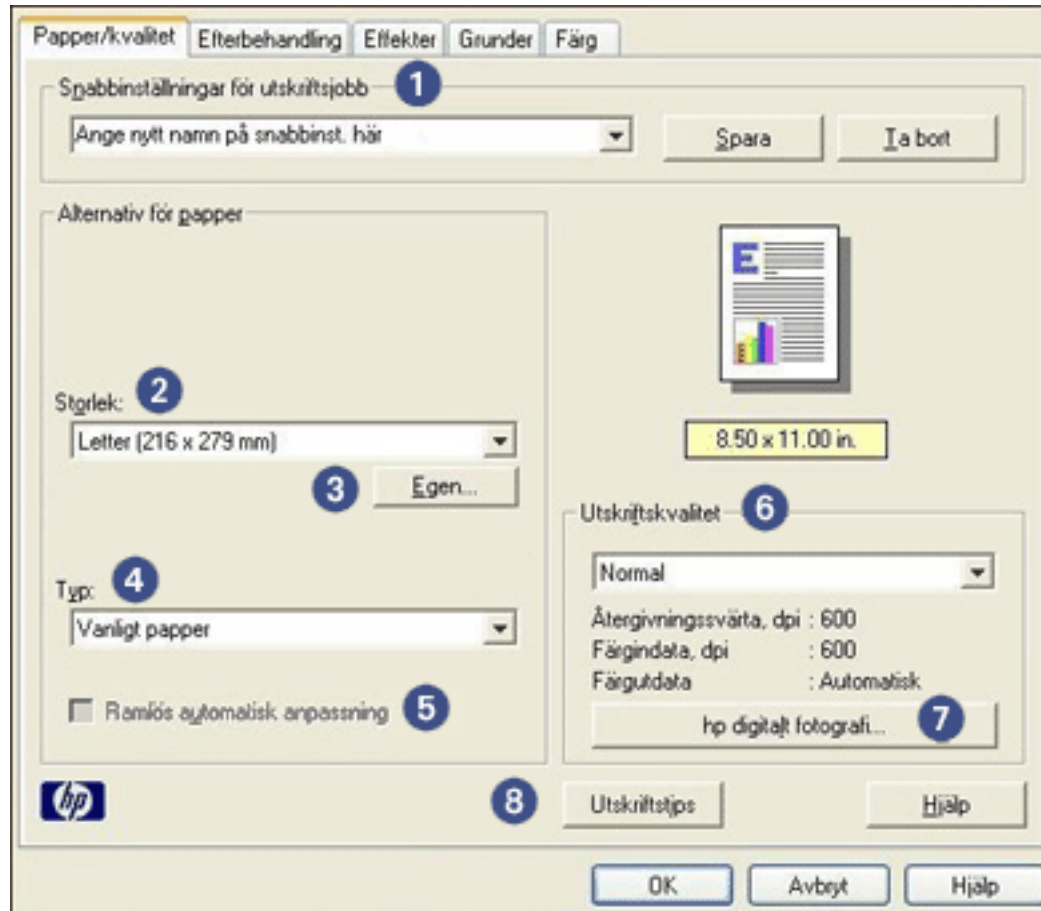 Papper/kvalitet Efterbehandling Effekter Grunder Färg
Snabbinställningar för utskriftsjobb 1
Ange nytt namn på snabbinst. här Spara Ta bort
Alternativ för papper
E
Storlek: 2
Letter (216 x 279 mm)
8.50 x 11.00 in.
3 Egen...
Utskriftskvalitet 6
Typ: 4
Normal
Vanligt papper
Återgivningssvärta, dpi : 600
Färgindata, dpi : 600
Färgutdata : Automatisk
Ramlös automatisk anpassning 5
hp digitalt fotografi... 7
hp
8 Utskriftstips Hjälp
OK Avbryt Hjälp